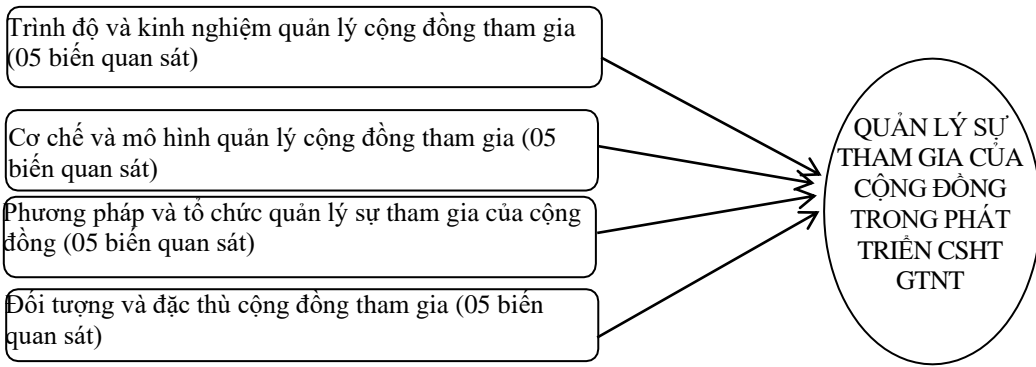 Trình độ và kinh nghiệm quản lý cộng đồng tham gia
(05 biến quan sát)
Cơ chế và mô hình quản lý cộng đồng tham gia (05
biến quan sát)
Phương pháp và tổ chức quản lý sự tham gia của cộng
đồng (05 biến quan sát)
Đối tượng và đặc thù cộng đồng tham gia (05 biến
quan sát)
QUẢN LÝ SỰ
THAM GIA CỦA
CỘNG ĐỒNG
TRONG PHÁT
TRIỂN CSHT
GTNT